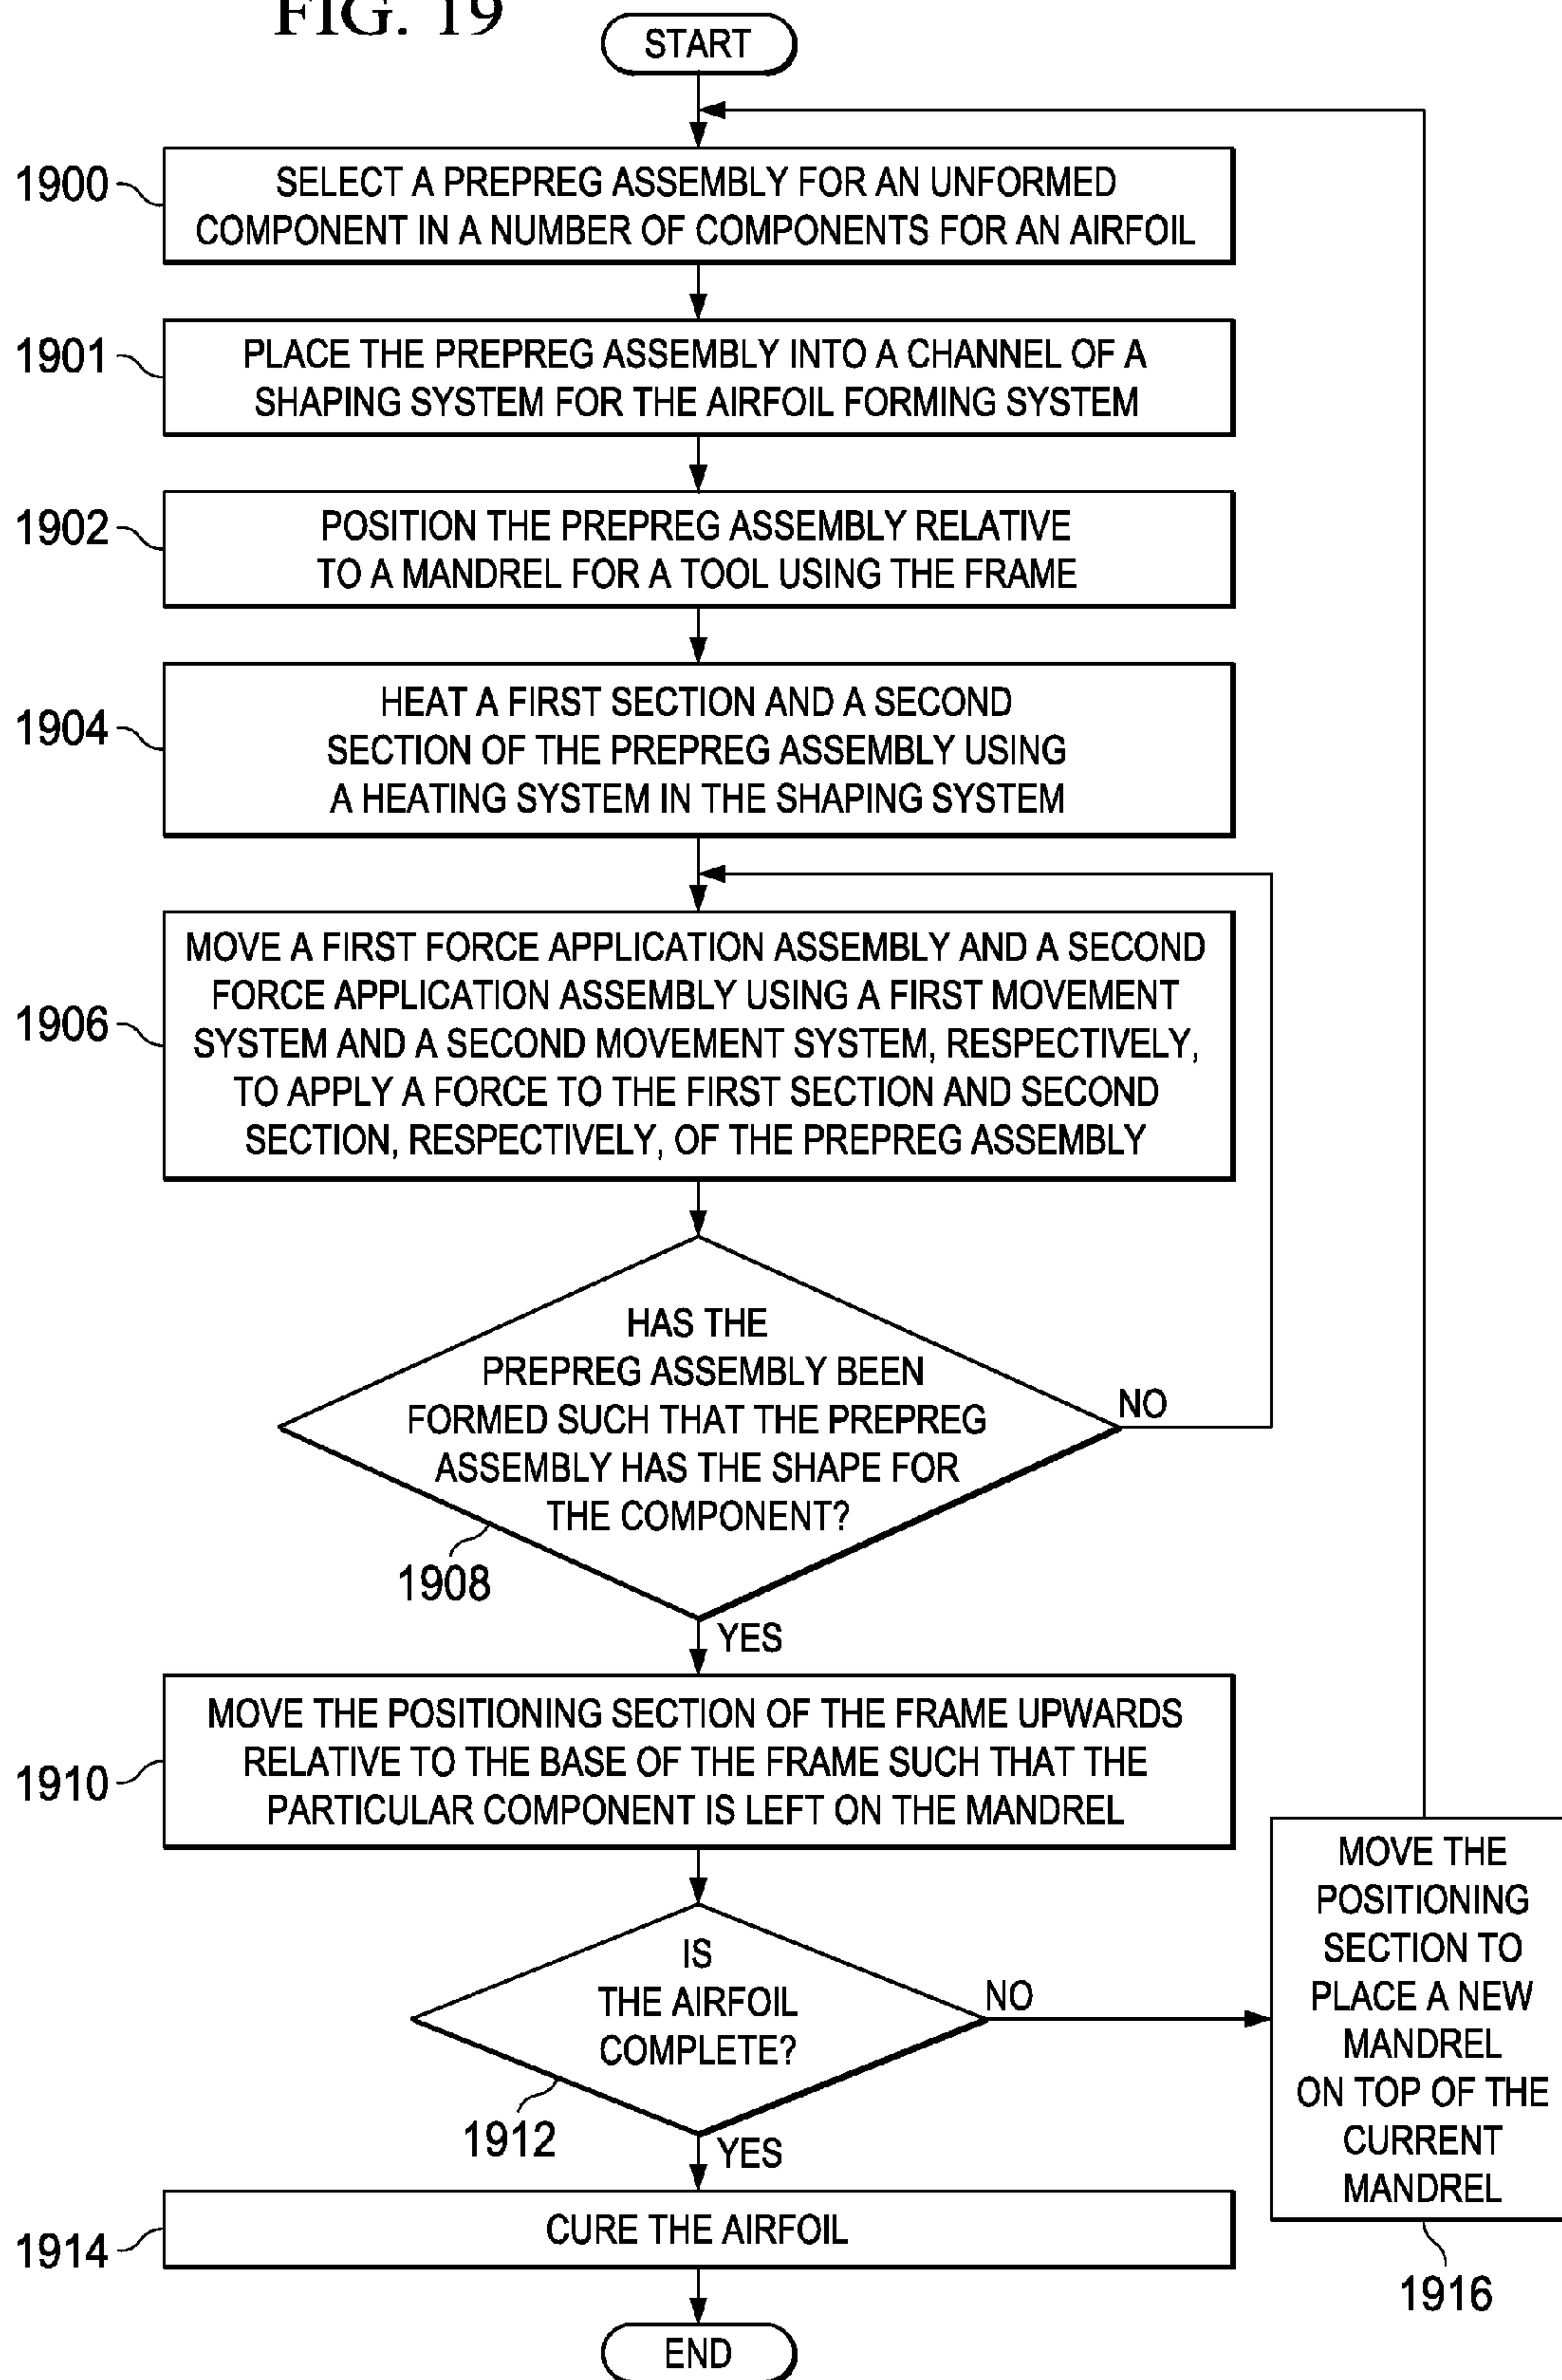 FIG. 19
START
1900
SELECT A PREPREG ASSEMBLY FOR AN UNFORMED
COMPONENT IN A NUMBER OF COMPONENTS FOR AN AIRFOIL
1901
PLACE THE PREPREG ASSEMBLY INTO A CHANNEL OF A
SHAPING SYSTEM FOR THE AIRFOIL FORMING SYSTEM
1902
POSITION THE PREPREG ASSEMBLY RELATIVE
TO A MANDREL FOR A TOOL USING THE FRAME
1904
HEAT A FIRST SECTION AND A SECOND
SECTION OF THE PREPREG ASSEMBLY USING
A HEATING SYSTEM IN THE SHAPING SYSTEM
1906
MOVE A FIRST FORCE APPLICATION ASSEMBLY AND A SECOND
FORCE APPLICATION ASSEMBLY USING A FIRST MOVEMENT
SYSTEM AND A SECOND MOVEMENT SYSTEM, RESPECTIVELY,
TO APPLY A FORCE TO THE FIRST SECTION AND SECOND
SECTION, RESPECTIVELY, OF THE PREPREG ASSEMBLY
HAS THE
PREPREG ASSEMBLY BEEN
FORMED SUCH THAT THE PREPREG
ASSEMBLY HAS THE SHAPE FOR
THE COMPONENT?
NO
1908
YES
1910
MOVE THE POSITIONING SECTION OF THE FRAME UPWARDS
RELATIVE TO THE BASE OF THE FRAME SUCH THAT THE
PARTICULAR COMPONENT IS LEFT ON THE MANDREL
IS
THE AIRFOIL
COMPLETE?
NO
1912
YES
MOVE THE
POSITIONING
SECTION TO
PLACE A NEW
MANDREL
ON TOP OF THE
CURRENT
MANDREL
1916
1914
CURE THE AIRFOIL
END